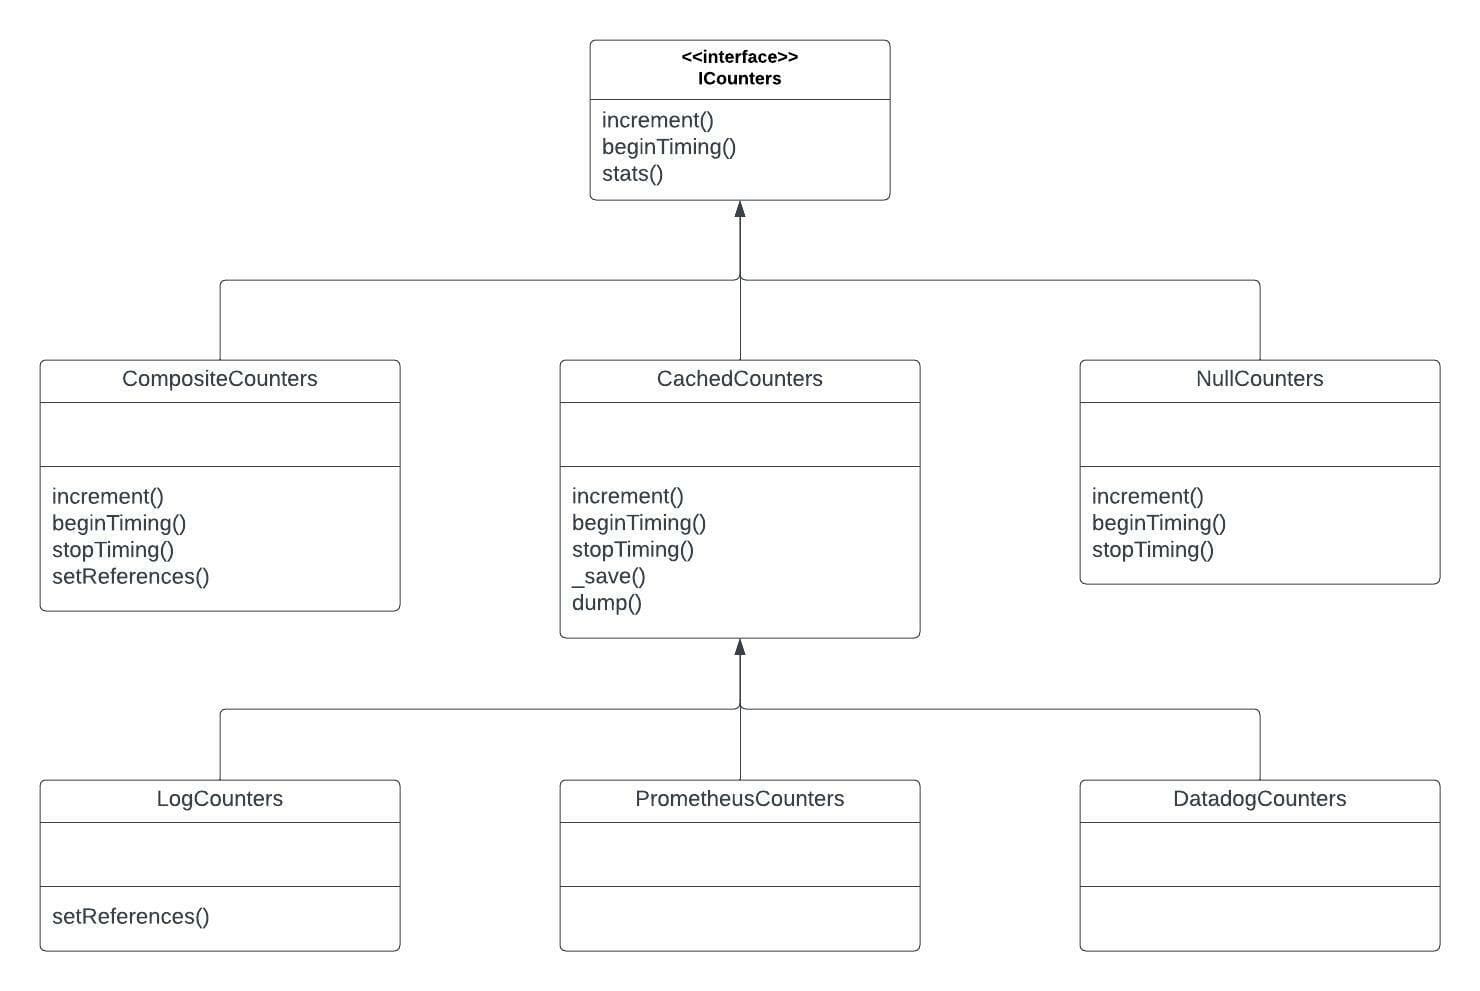 <<interface>>
ICounters
increment()
beginTiming()
stats()
CompositeCounters
increment()
beginTiming()
stopTiming()
setReferences()
CachedCounters
increment()
beginTiming()
stopTiming()
_save()
dump()
NullCounters
increment()
beginTiming()
stopTiming()
LogCounters
setReferences()
PrometheusCounters
DatadogCounters